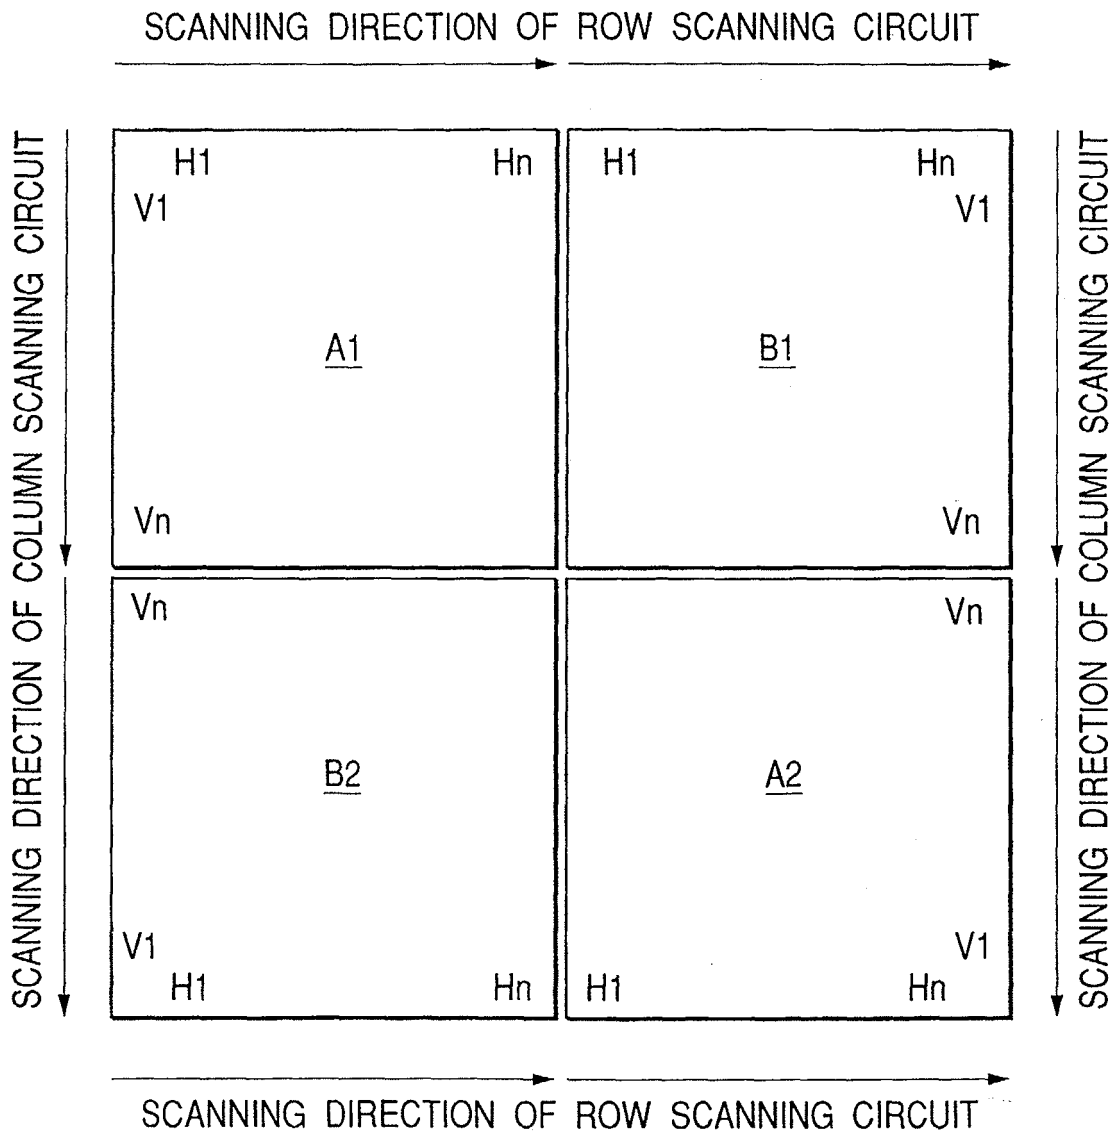 SCANNING DIRECTION OF ROW SCANNING CIRCUIT
SCANNING DIRECTION OF COLUMN SCANNING CIRCUIT
H1 Hn
V1
A1
Vn
H1 Hn
V1
B1
Vn
Vn
B2
V1
H1 Hn
Vn
A2
V1
H1 Hn
SCANNING DIRECTION OF COLUMN SCANNING CIRCUIT
SCANNING DIRECTION OF ROW SCANNING CIRCUIT